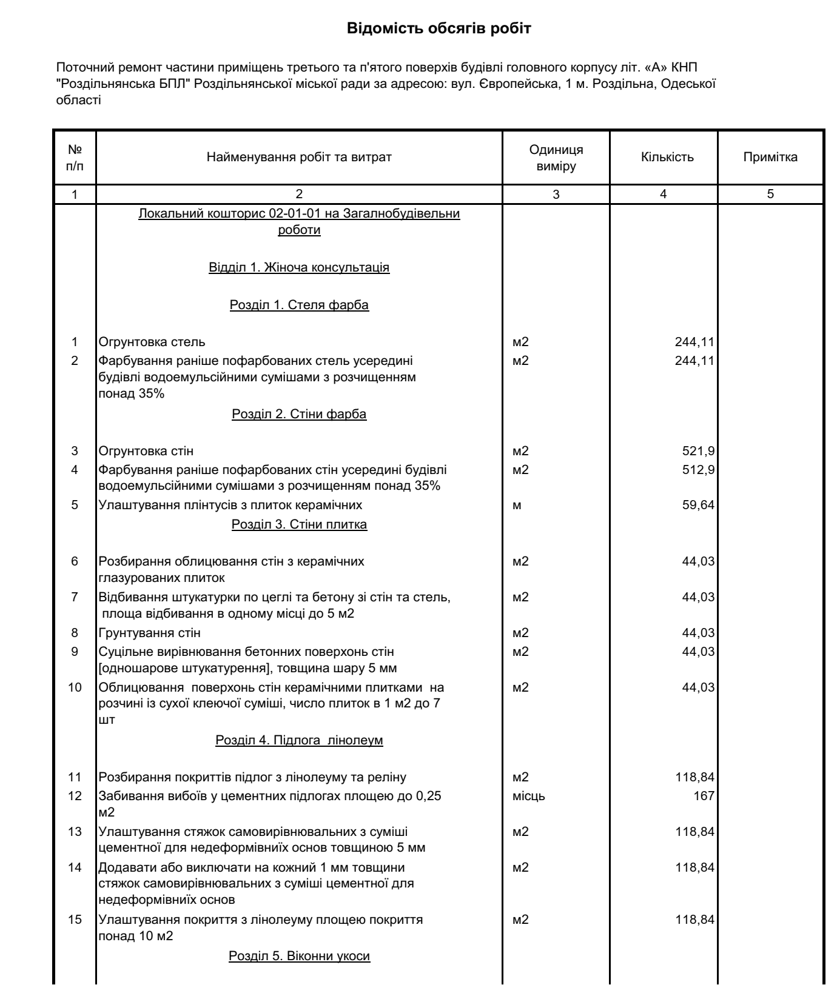 Відомість обсягів робіт
Поточний ремонт частини приміщень третього та п'ятого поверхів будівлі головного корпусу літ. «А» КНП
"Роздільнянська БПЛ" Роздільнянської міської ради за адресою: вул. Європейська, 1 м. Роздільна, Одеської
області
№ п/п Найменування робіт та витрат Одиниця виміру Кількість Примітка
1 2 3 4 5
Локальний кошторис 02-01-01 на Загалнобудівельни
роботи
Відділ 1. Жіноча консультація
Розділ 1. Стеля фарба
1 Огрунтовка стель м2 244,11
2 Фарбування раніше пофарбованих стель усередині м2 244,11
будівлі водоемульсійними сумішами з розчищенням
понад 35%
Розділ 2. Стіни фарба
3 Огрунтовка стін м2 521,9
4 Фарбування раніше пофарбованих стін усередині будівлі м2 512,9
водоемульсійними сумішами з розчищенням понад 35%
5 Улаштування плінтусів з плиток керамічних м 59,64
Розділ 3. Стіни плитка
6 Розбирання облицювання стін з керамічних м2 44,03
глазурованих плиток
7 Відбивання штукатурки по цеглі та бетону зі стін та стель, м2 44,03
площа відбивання в одному місці до 5 м2
8 Грунтування стін м2 44,03
9 Суцільне вирівнювання бетонних поверхонь стін м2 44,03
[одношарове штукатурення], товщина шару 5 мм
10 Облицювання  поверхонь стін керамічними плитками  на м2 44,03
розчині із сухої клеючої суміші, число плиток в 1 м2 до 7
шт
Розділ 4. Підлога  лінолеум
11 Розбирання покриттів підлог з лінолеуму та реліну м2 118,84
12 Забивання вибоїв у цементних підлогах площею до 0,25 місць 167
м2
13 Улаштування стяжок самовирівнювальних з суміші м2 118,84
цементної для недеформівниїх основ товщиною 5 мм
14 Додавати або виключати на кожний 1 мм товщини м2 118,84
стяжок самовирівнювальних з суміші цементної для
недеформівниїх основ
15 Улаштування покриття з лінолеуму площею покриття м2 118,84
понад 10 м2
Розділ 5. Віконни укоси